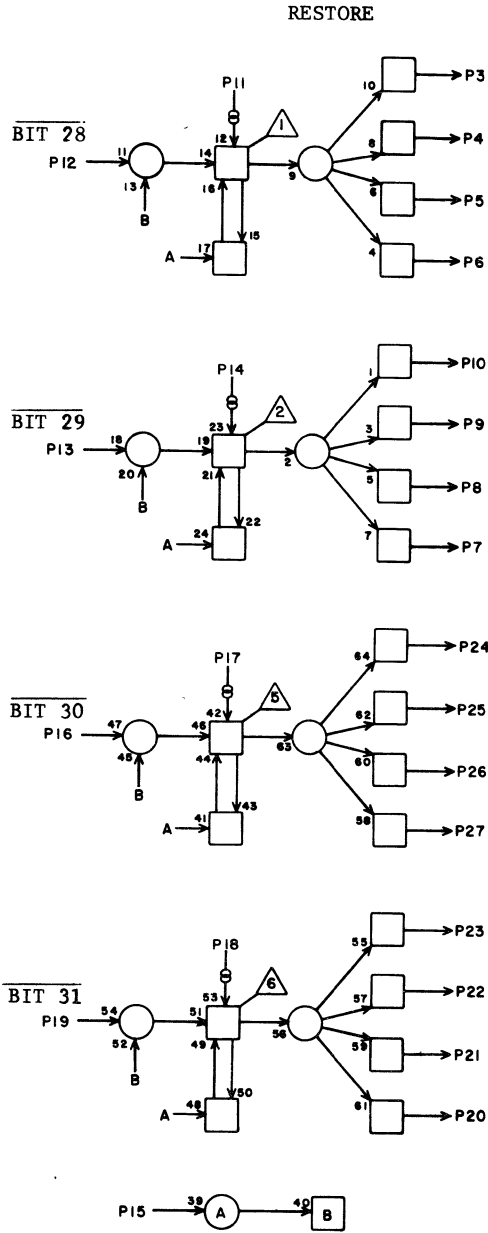 RESTORE
P11
P3
10
12
1
BIT 28
11
14
8
P4
P12
9
13
16
6
P5
B
15
4
A
17
P6
P14
1
P10
23
2
BIT 29
18
19
3
P9
P13
2
20
21
5
P8
B
22
7
A
24
P7
P17
64
P24
42
5
BIT 30
47
46
62
P25
P16
63
45
44
60
P26
B
43
58
A
41
P27
P18
55
P23
53
6
BIT 31
54
51
57
P22
P19
56
52
49
59
P21
B
50
61
A
48
P20
P15
39
A
40
B